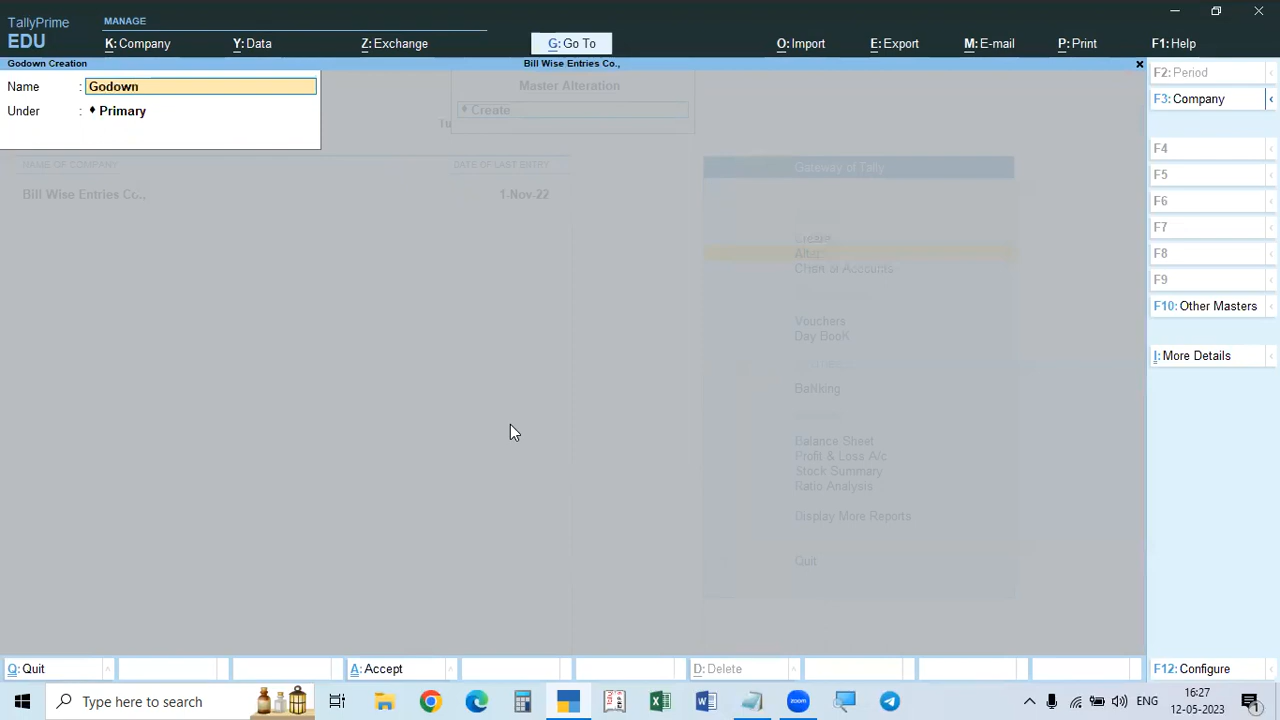 TallyPrime
EDU
MANAGE
K: Company
Y: Data
Z: Exchange
G: Go To
O: Import
E: Export
M: E-mail
P: Print
F1: Help
Godown Creation
Bill Wise Entries Co.,
Name : Godown
Under : ♦ Primary
Master Alteration
♦ Create
NAME OF COMPANY
DATE OF LAST ENTRY
Bill Wise Entries Co.,
1-Nov-22
Gateway of Tally
Create
Alter
Chart of Accounts
Vouchers
Day Book
Banking
Balance Sheet
Profit & Loss A/c
Stock Summary
Ratio Analysis
Display More Reports
Quit
F2: Period
F3: Company
F4
F5
F6
F7
F8
F9
F10: Other Masters
I: More Details
Q: Quit
A: Accept
D: Delete
F12: Configure
Type here to search
zoom
ENG
16:27
12-05-2023
1